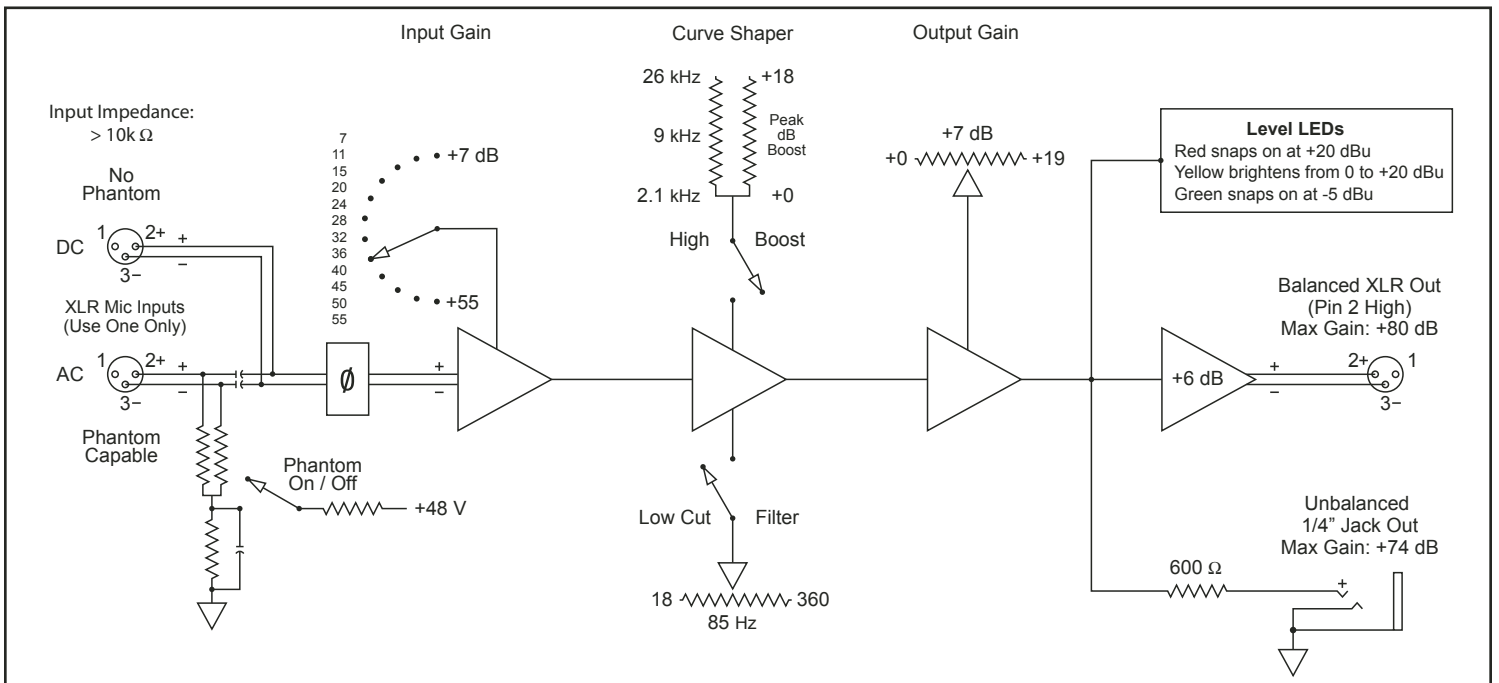 Input Gain
Curve Shaper
Output Gain
Input Impedance:
> 10k Ω
No
Phantom
DC
1
2+
3−
+
−
XLR Mic Inputs
(Use One Only)
AC
1
2+
3−
+
−
Phantom
Capable
Phantom
On / Off
+48 V
7
11
15
20
24
28
32
36
40
45
50
55
+7 dB
+55
Ø
+
−
26 kHz
9 kHz
2.1 kHz
+18
Peak
dB
Boost
+0
High Boost
Low Cut Filter
18
360
85 Hz
+7 dB
+0
+19
Level LEDs
Red snaps on at +20 dBu
Yellow brightens from 0 to +20 dBu
Green snaps on at -5 dBu
Balanced XLR Out
(Pin 2 High)
Max Gain: +80 dB
+6 dB
+
−
2+
1
3−
Unbalanced
1/4” Jack Out
Max Gain: +74 dB
600 Ω
+